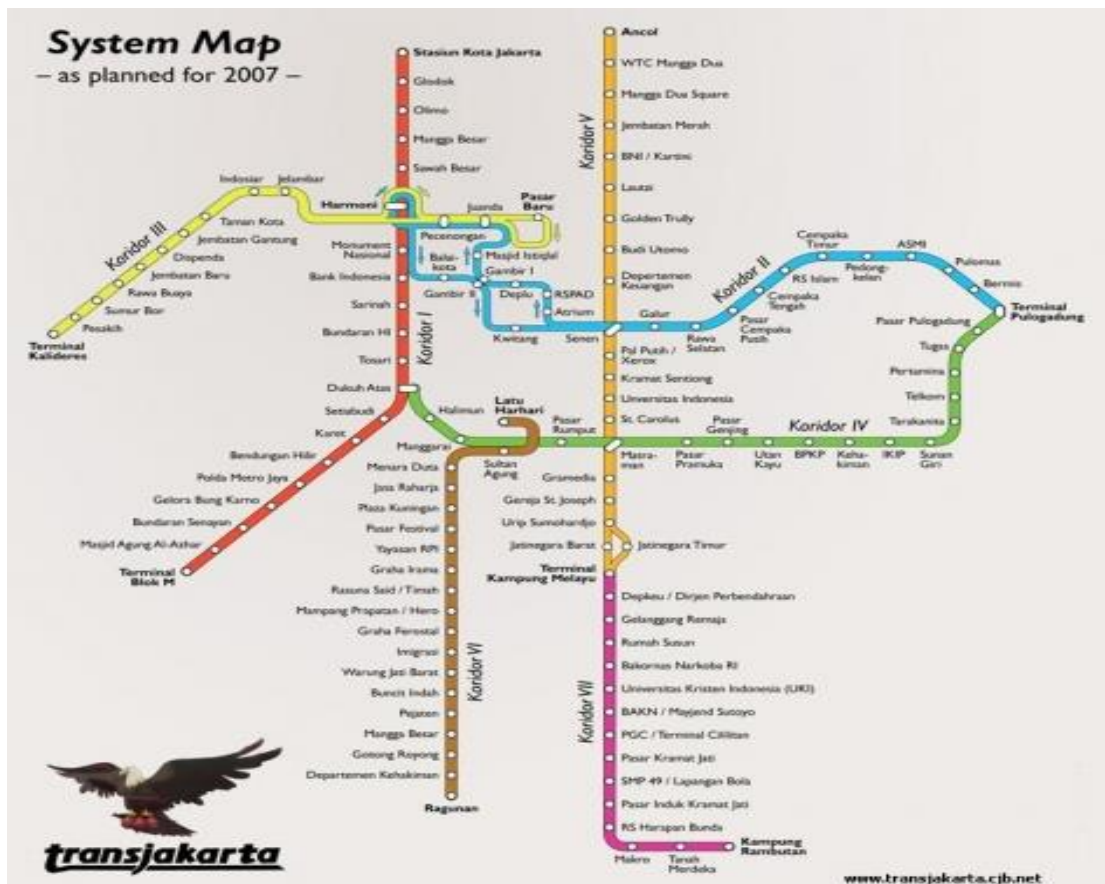 System Map
– as planned for 2007 –
Stasiun Kota Jakarta
Glodok
Olimo
Mangga Besar
Sawah Besar
Harmoni
Monument
Nasional
Bank Indonesia
Sarinah
Bundaran HI
Tosari
Dukuh Atas
Setiabudi
Karet
Bendungan Hilir
Polda Metro Jaya
Gelora Bung Karno
Bundaran Senayan
Masjid Agung Al-Azhar
Terminal
Blok M
Koridor I
Indosiar
Jelambar
Taman Kota
Jembatan Gantung
Dispenda
Jembatan Baru
Rawa Buaya
Sumur Bor
Pesakih
Terminal
Kalideres
Koridor III
Pecenongan
Juanda
Pasar
Baru
Masjid Istiqlal
Balai-
kota
Gambir I
Gambir II
Deplu
RSPAD
Atrium
Kwitang
Senen
Galur
Rawa
Selatan
Pasar
Cempaka
Putih
Cempaka
Tengah
RS Islam
Cempaka
Timur
Pedong-
kelan
ASMI
Pulomas
Bermis
Terminal
Pulogadung
Koridor II
Ancol
WTC Mangga Dua
Mangga Dua Square
Jembatan Merah
BNI / Kartini
Lautai
Golden Trully
Budi Utomo
Departemen
Keuangan
Koridor V
Pal Putih /
Xerox
Kramat Sentiong
Unversitas Indonesia
St. Carolus
Matra-
man
Gramedia
Gereja St. Joseph
Urip Sumohardjo
Jatinegara Barat
Jatinegara Timur
Terminal
Kampung Melayu
Pasar Pulogadung
Tugas
Pertamina
Telkom
Tarakanita
Sunan
Giri
IKIP
Keha-
kiman
BPKP
Utan
Kayu
Pasar
Genjing
Pasar
Pramuka
Koridor IV
Pasar
Rumput
Manggarai
Halimun
Latu
Harhari
Sultan
Agung
Menara Duta
Jasa Raharja
Plaza Kuningan
Pasar Festival
Yayasan RPI
Graha Irama
Rasuna Said / Timah
Mampang Prapatan / Hero
Graha Ferostal
Imigrasi
Warung Jati Barat
Buncit Indah
Pejaten
Mangga Besar
Gotong Royong
Departemen Kehakiman
Ragunan
Koridor VI
Depkeu / Dirjen Perbendahraan
Gelanggang Remaja
Rumah Susun
Bakornas Narkoba RI
Universitas Kristen Indonesia (UKI)
BAKN / Mayjend Sutoyo
PGC / Terminal Cililitan
Pasar Kramat Jati
SMP 49 / Lapangan Bola
Pasar Induk Kramat Jati
RS Harapan Bunda
Makro
Tanah
Merdeka
Kampung
Rambutan
Koridor VII
transjakarta
www.transjakarta.cjb.net